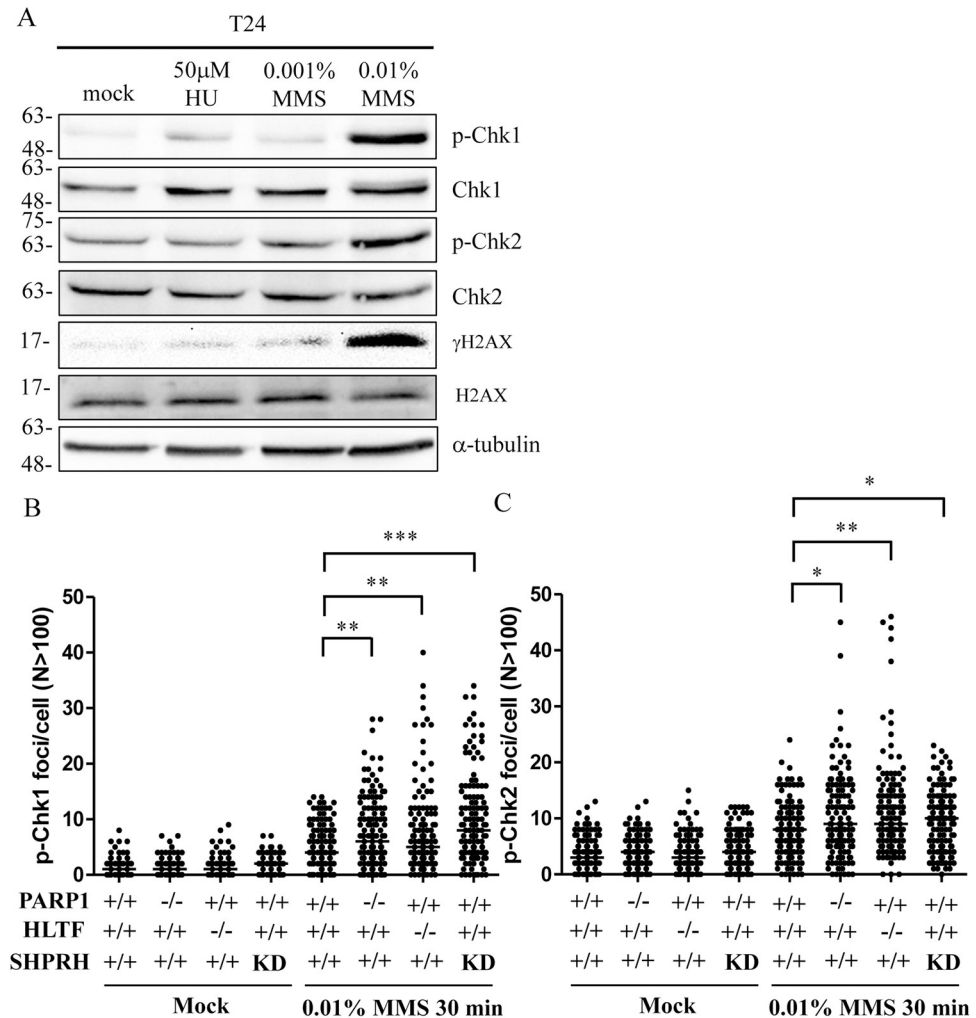 A
T24
mock
50μM HU
0.001% MMS
0.01% MMS
63-
48-
p-Chk1
63-
48-
Chk1
75-
63-
p-Chk2
63-
Chk2
17-
γH2AX
17-
H2AX
63-
48-
α-tubulin
B
***
**
**
p-Chk1 foci/cell (N>100)
50
40
30
20
10
0
PARP1 +/+ -/- +/+ +/+ +/+ -/- +/+ +/+
HLTF +/+ +/+ -/- +/+ +/+ +/+ -/- +/+
SHPRH +/+ +/+ +/+ KD +/+ +/+ +/+ KD
Mock
0.01% MMS 30 min
C
*
**
*
p-Chk2 foci/cell (N>100)
50
40
30
20
10
0
+/+ -/- +/+ +/+ +/+ -/- +/+ +/+
+/+ +/+ -/- +/+ +/+ +/+ -/- +/+
+/+ +/+ +/+ KD +/+ +/+ +/+ KD
Mock
0.01% MMS 30 min